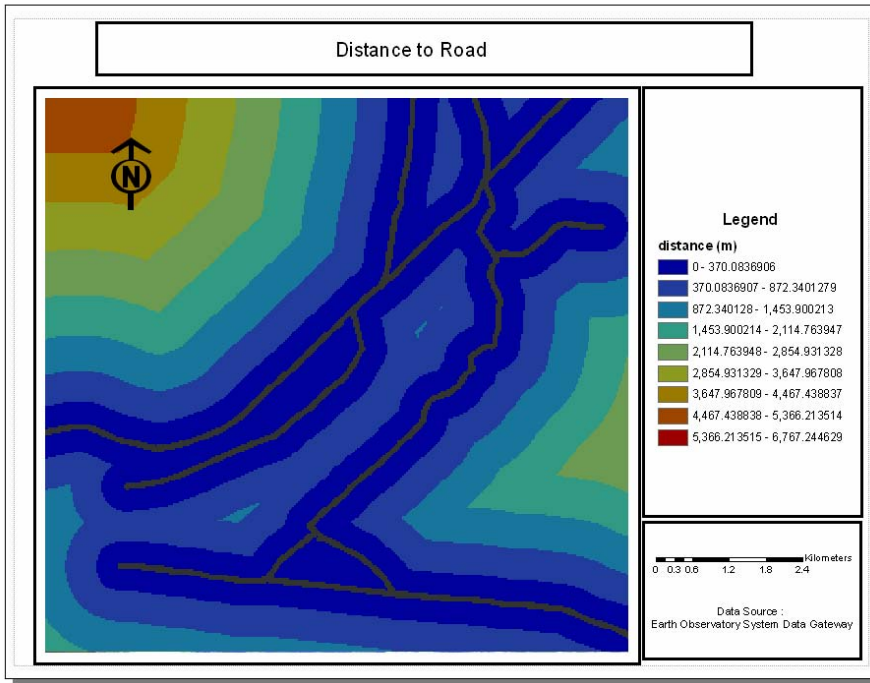 Distance to Road
N
Legend
distance (m)
0 - 370.0836906
370.0836907 - 872.3401279
872.340128 - 1,453.900213
1,453.900214 - 2,114.763947
2,114.763948 - 2,854.931328
2,854.931329 - 3,647.967808
3,647.967809 - 4,467.438837
4,467.438838 - 5,366.213514
5,366.213515 - 6,767.244629
Kilometers
0 0.3 0.6 1.2 1.8 2.4
Data Source :
Earth Observatory System Data Gateway